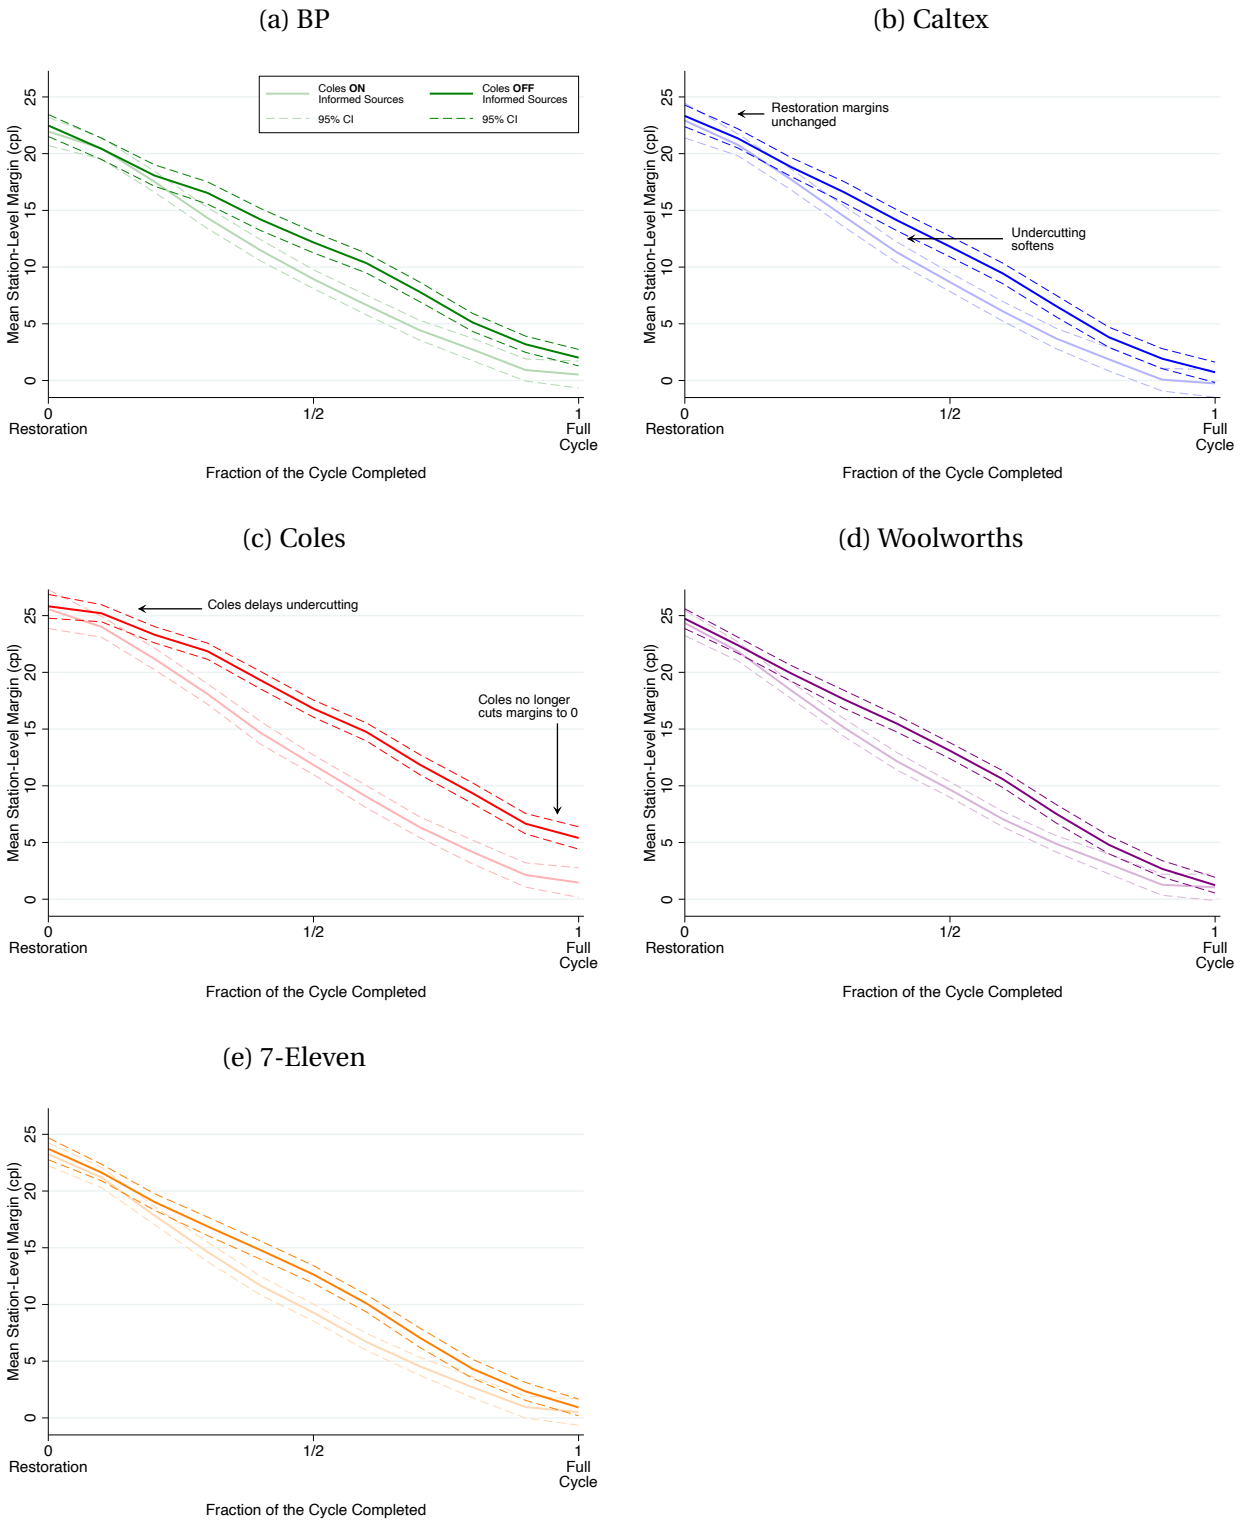 (a) BP
Mean Station-Level Margin (cpl)
25
20
15
10
5
0
Coles ON
Informed Sources
Coles OFF
Informed Sources
95% CI
95% CI
0
Restoration
1/2
1
Full
Cycle
Fraction of the Cycle Completed
(b) Caltex
Mean Station-Level Margin (cpl)
25
20
15
10
5
0
Restoration margins
unchanged
Undercutting
softens
0
Restoration
1/2
1
Full
Cycle
Fraction of the Cycle Completed
(c) Coles
Mean Station-Level Margin (cpl)
25
20
15
10
5
0
Coles delays undercutting
Coles no longer
cuts margins to 0
0
Restoration
1/2
1
Full
Cycle
Fraction of the Cycle Completed
(d) Woolworths
Mean Station-Level Margin (cpl)
25
20
15
10
5
0
0
Restoration
1/2
1
Full
Cycle
Fraction of the Cycle Completed
(e) 7-Eleven
Mean Station-Level Margin (cpl)
25
20
15
10
5
0
0
Restoration
1/2
1
Full
Cycle
Fraction of the Cycle Completed